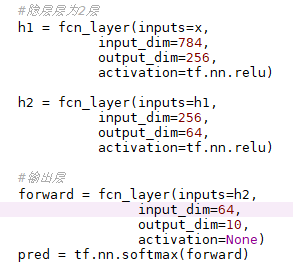 #隐层层为2层
h1 = fcn_layer(inputs=x,
input_dim=784,
output_dim=256,
activation=tf.nn.relu)
h2 = fcn_layer(inputs=h1,
input_dim=256,
output_dim=64,
activation=tf.nn.relu)
#输出层
forward = fcn_layer(inputs=h2,
input_dim=64,
output_dim=10,
activation=None)
pred = tf.nn.softmax(forward)